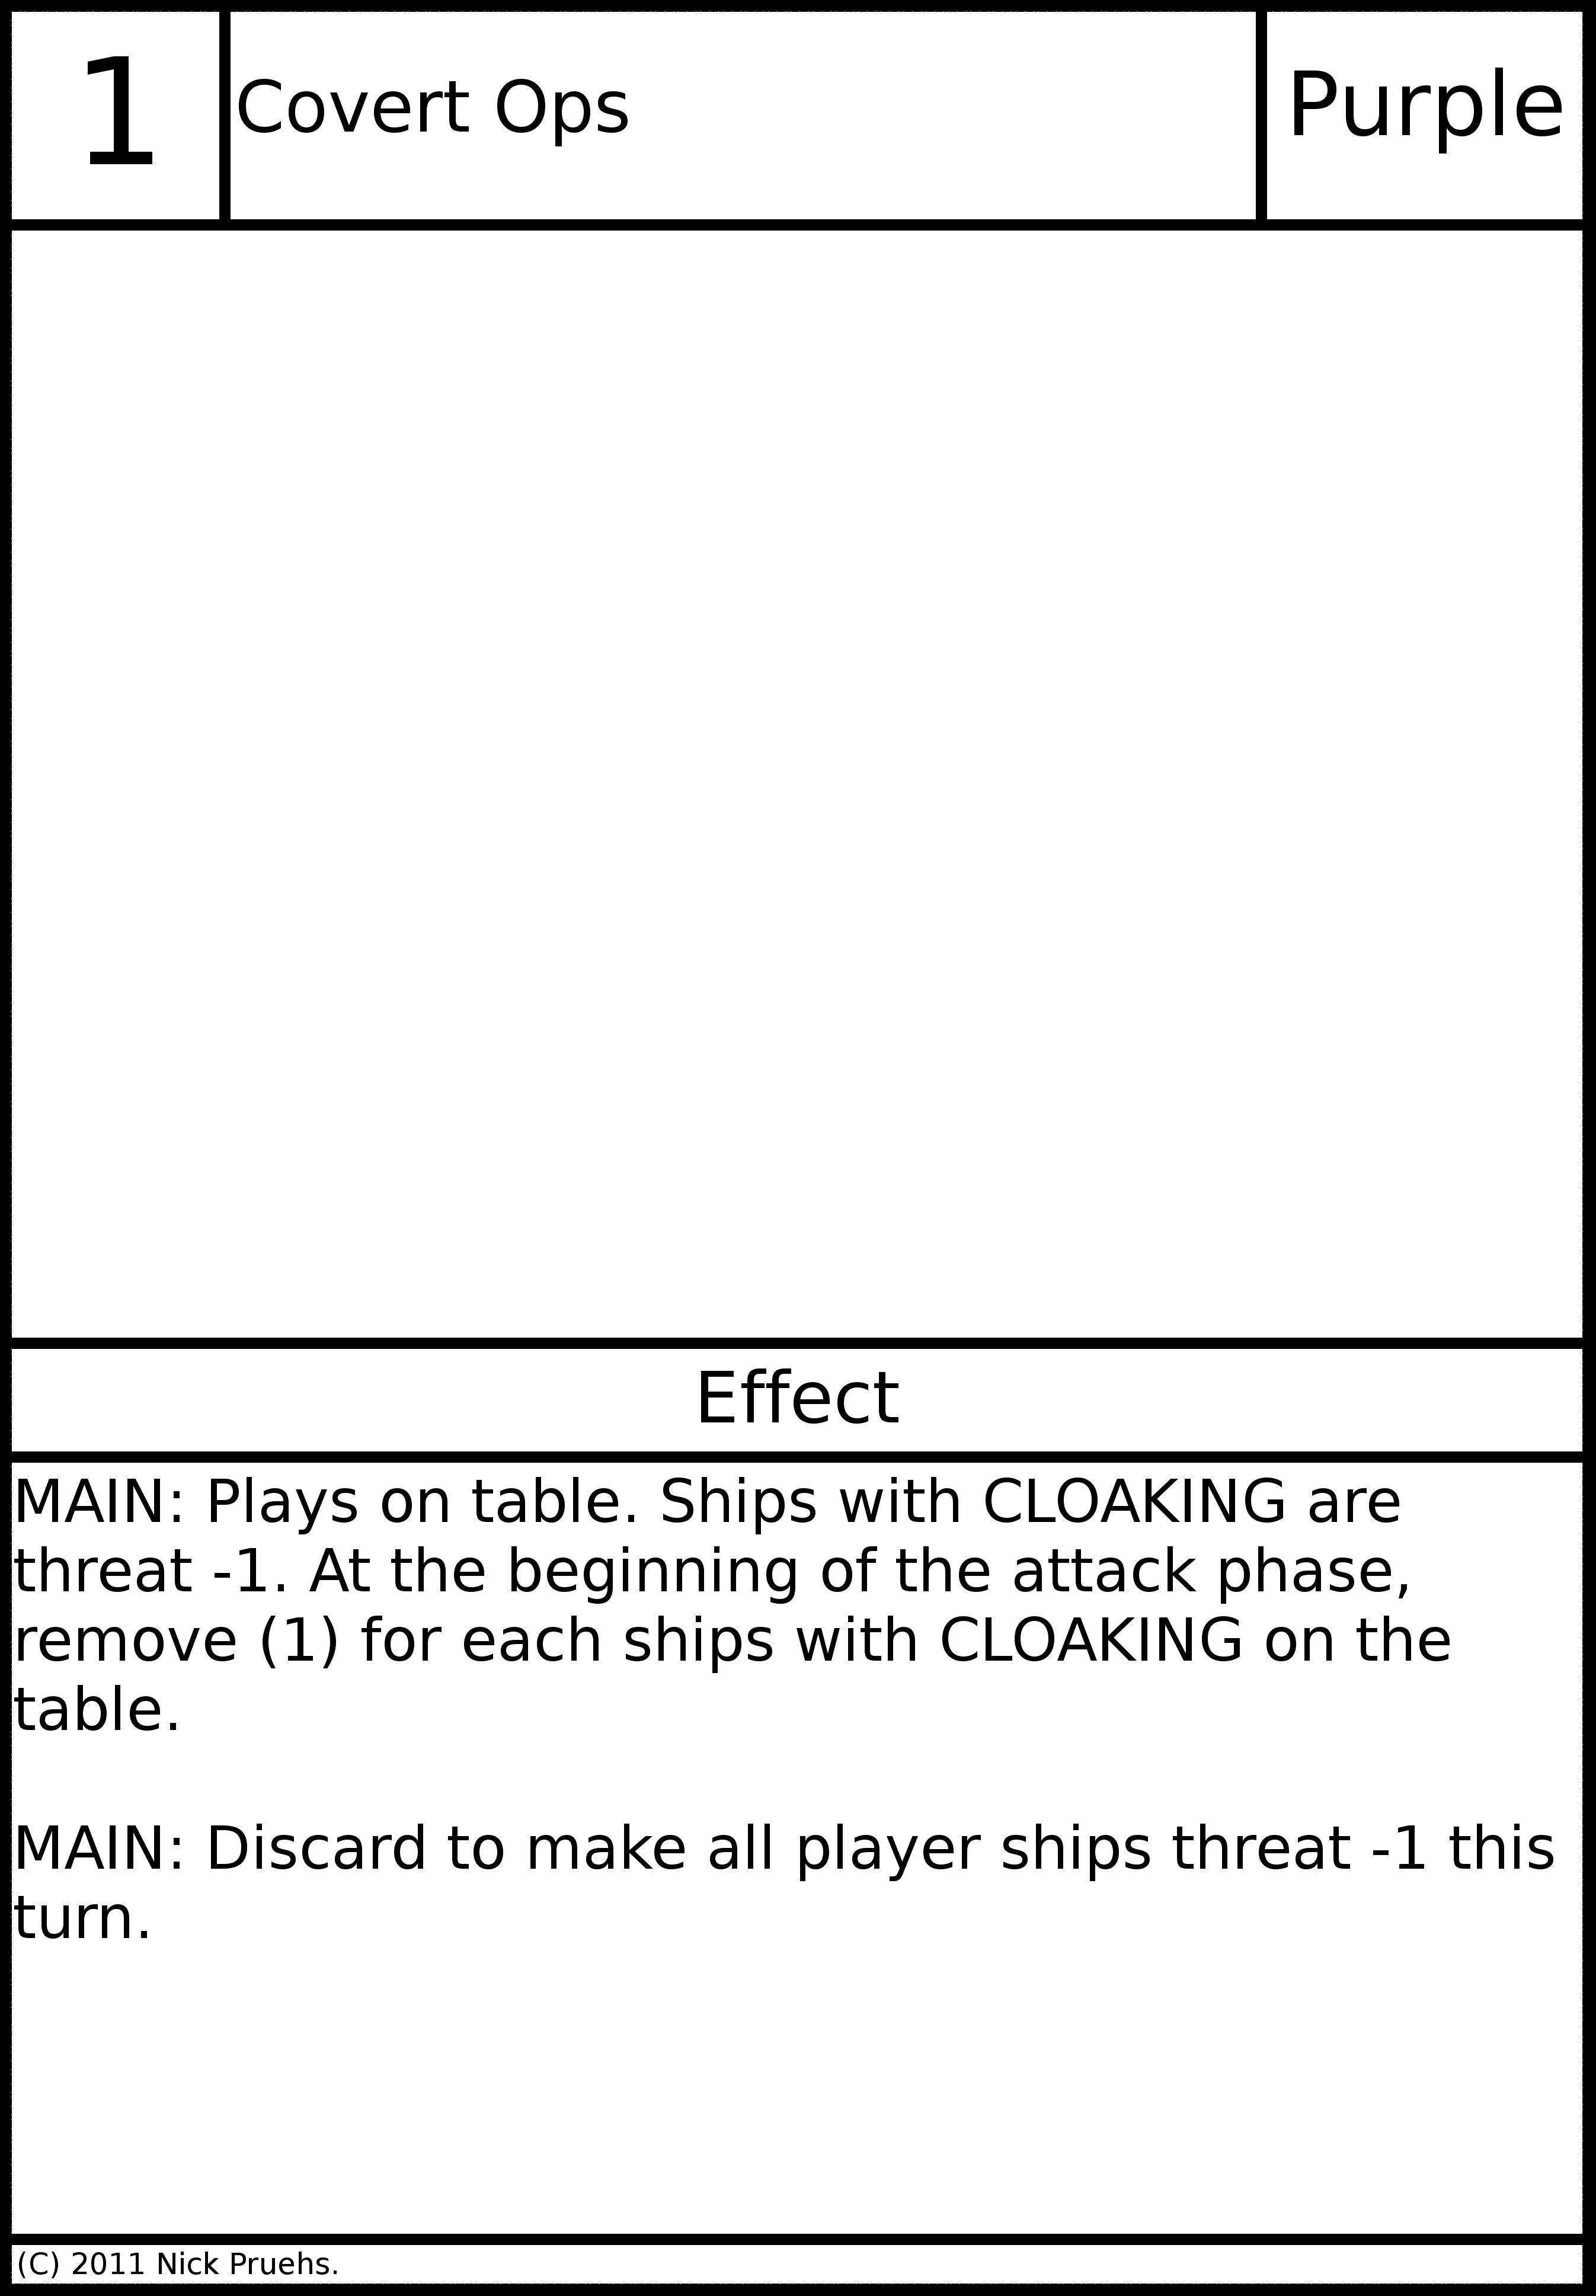 1
Covert Ops
Purple
Effect
MAIN: Plays on table. Ships with CLOAKING are
threat -1. At the beginning of the attack phase,
remove (1) for each ships with CLOAKING on the
table.
MAIN: Discard to make all player ships threat -1 this
turn.
(C) 2011 Nick Pruehs.